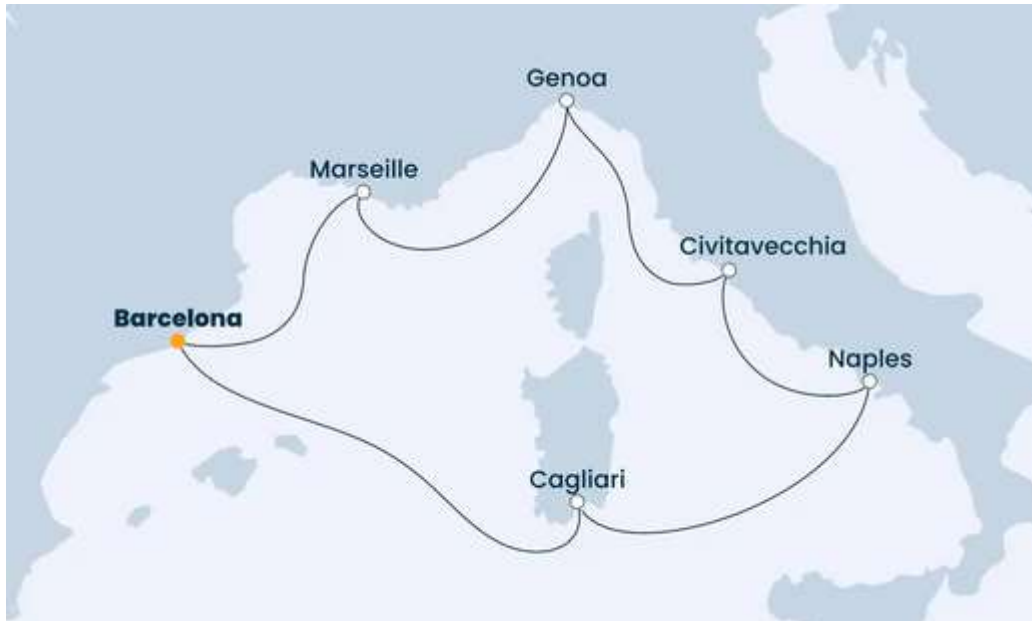 Genoa
Marseille
Civitavecchia
Barcelona
Naples
Cagliari